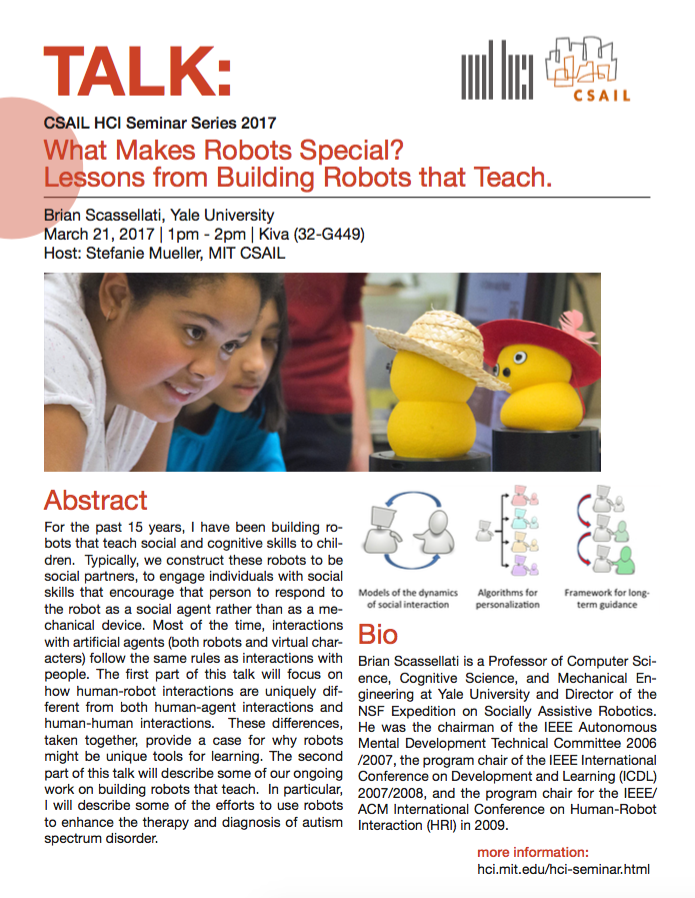 TALK:
CSAIL
CSAIL HCI Seminar Series 2017
What Makes Robots Special?
Lessons from Building Robots that Teach.
Brian Scassellati, Yale University
March 21, 2017 | 1pm - 2pm | Kiva (32-G449)
Host: Stefanie Mueller, MIT CSAIL
Abstract
For the past 15 years, I have been building ro-
bots that teach social and cognitive skills to chil-
dren.  Typically, we construct these robots to be
social partners, to engage individuals with social
skills that encourage that person to respond to
the robot as a social agent rather than as a me-
chanical device. Most of the time, interactions
with artificial agents (both robots and virtual char-
acters) follow the same rules as interactions with
people. The first part of this talk will focus on
how human-robot interactions are uniquely dif-
ferent from both human-agent interactions and
human-human interactions.  These differences,
taken together, provide a case for why robots
might be unique tools for learning. The second
part of this talk will describe some of our ongoing
work on building robots that teach.  In particular,
I will describe some of the efforts to use robots
to enhance the therapy and diagnosis of autism
spectrum disorder.
Models of the dynamics
of social interaction
Algorithms for
personalization
Framework for long-
term guidance
Bio
Brian Scassellati is a Professor of Computer Sci-
ence, Cognitive Science, and Mechanical En-
gineering at Yale University and Director of the
NSF Expedition on Socially Assistive Robotics.
He was the chairman of the IEEE Autonomous
Mental Development Technical Committee 2006
/2007, the program chair of the IEEE International
Conference on Development and Learning (ICDL)
2007/2008, and the program chair for the IEEE/
ACM International Conference on Human-Robot
Interaction (HRI) in 2009.
more information:
hci.mit.edu/hci-seminar.html